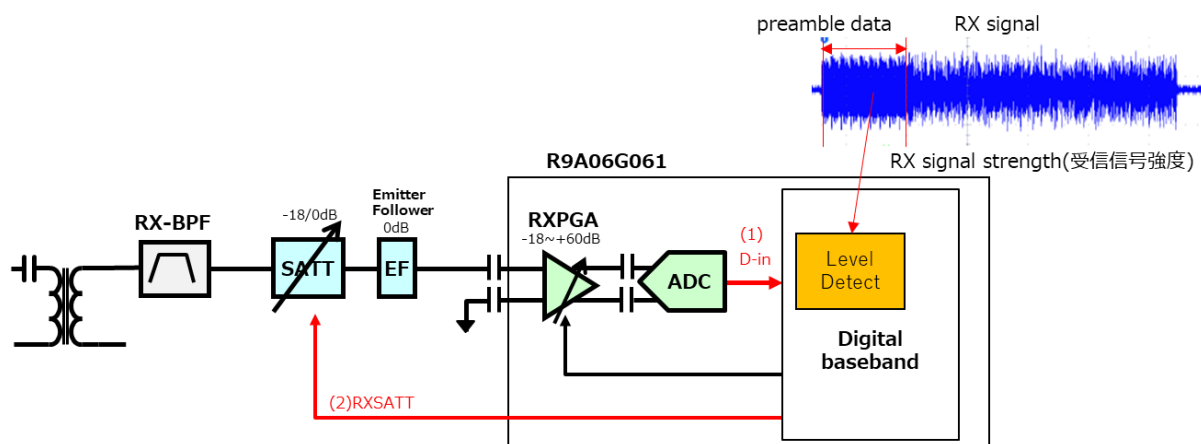 preamble data
RX signal
R9A06G061
RX signal strength(受信信号強度)
RX-BPF
-18/0dB
SATT
Emitter
Follower
0dB
EF
RXPGA
-18~+60dB
ADC
(1)
D-in
Level
Detect
Digital
baseband
(2)RXSATT